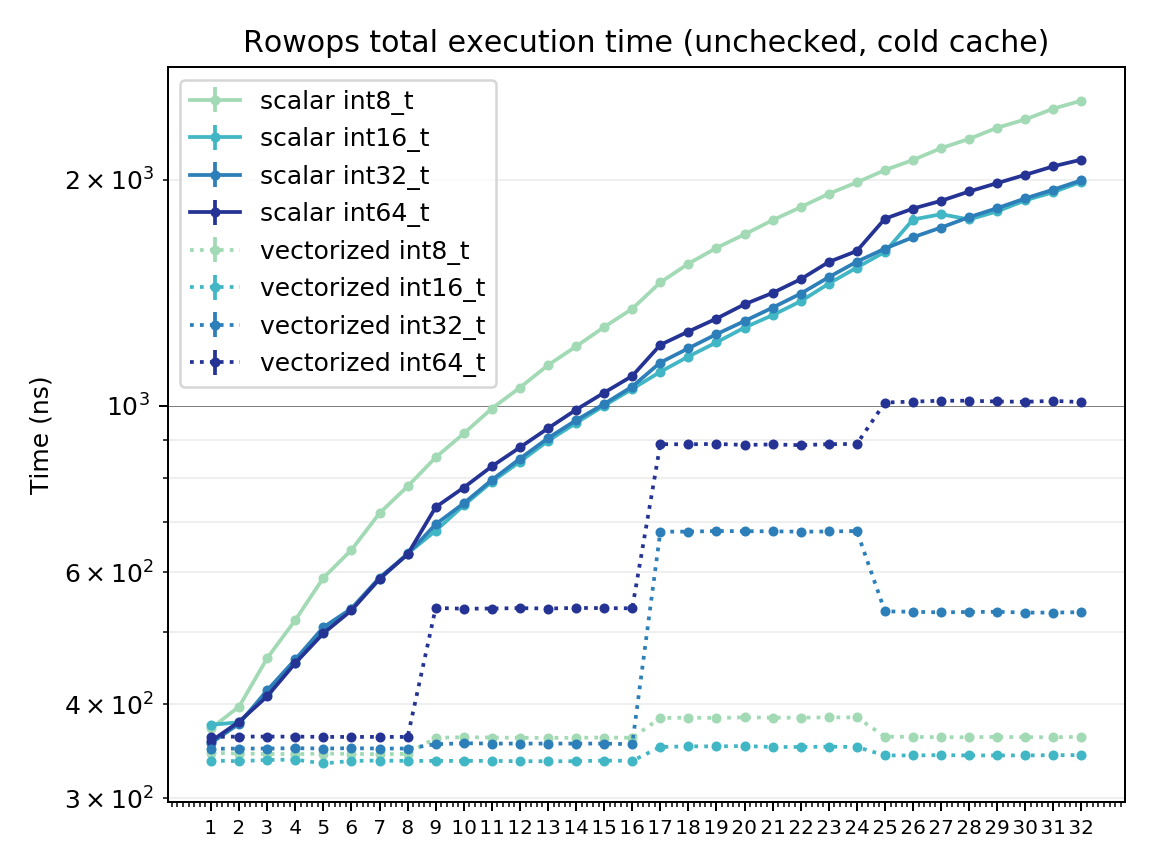 Rowops total execution time (unchecked, cold cache)
scalar int8_t
scalar int16_t
scalar int32_t
scalar int64_t
vectorized int8_t
vectorized int16_t
vectorized int32_t
vectorized int64_t
Time (ns)
2 × 10³
10³
6 × 10²
4 × 10²
3 × 10²
1 2 3 4 5 6 7 8 9 10 11 12 13 14 15 16 17 18 19 20 21 22 23 24 25 26 27 28 29 30 31 32